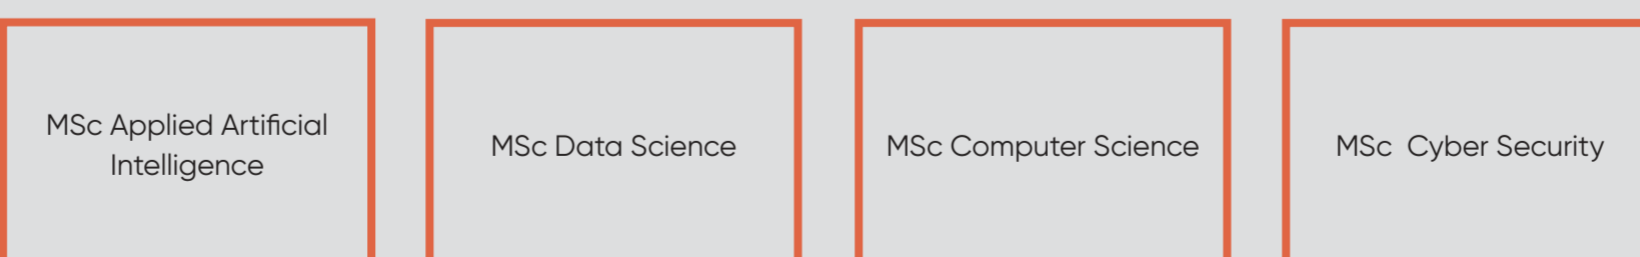 MSc Applied Artificial
Intelligence
MSc Data Science
MSc Computer Science
MSc  Cyber Security